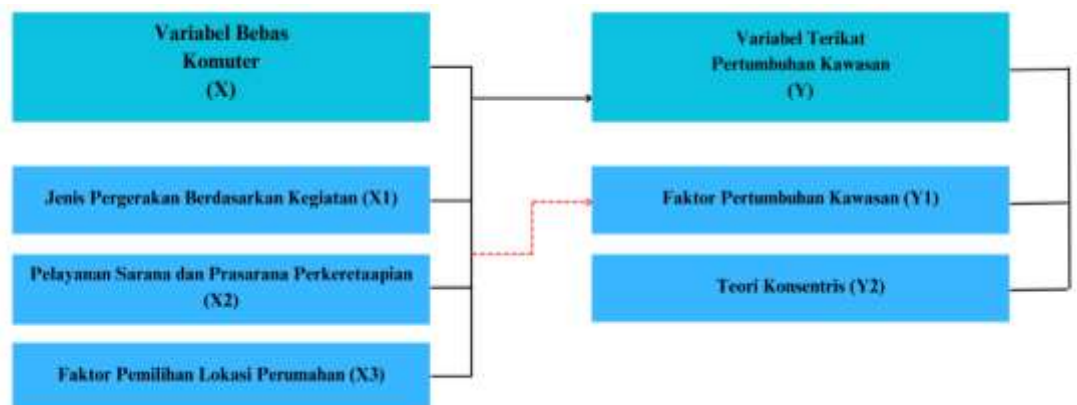 Variabel Bebas
Komuter
(X)
Variabel Terikat
Pertumbuhan Kawasan
(Y)
Jenis Pergerakan Berdasarkan Kegiatan (X1)
Faktor Pertumbuhan Kawasan (Y1)
Pelayanan Sarana dan Prasarana Perkeretaapian
(X2)
Teori Konsentris (Y2)
Faktor Pemilihan Lokasi Perumahan (X3)